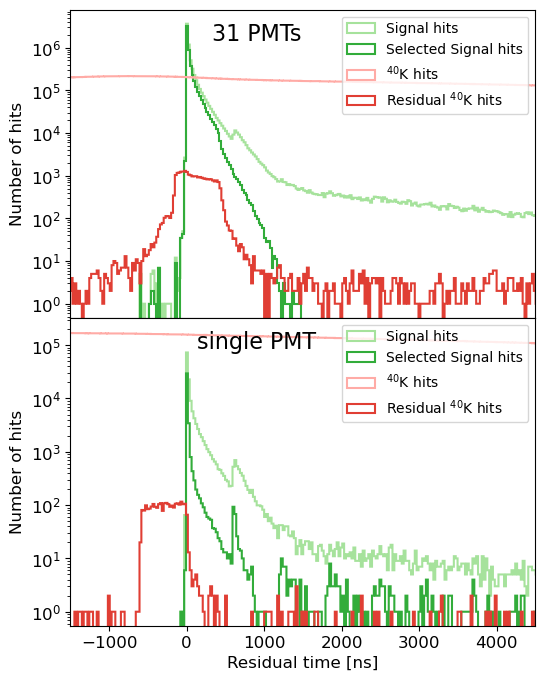 31 PMTs
Signal hits
Selected Signal hits
⁴⁰K hits
Residual ⁴⁰K hits
Number of hits
10⁶
10⁵
10⁴
10³
10²
10¹
10⁰
single PMT
Signal hits
Selected Signal hits
⁴⁰K hits
Residual ⁴⁰K hits
Number of hits
10⁵
10⁴
10³
10²
10¹
10⁰
−1000 0 1000 2000 3000 4000
Residual time [ns]